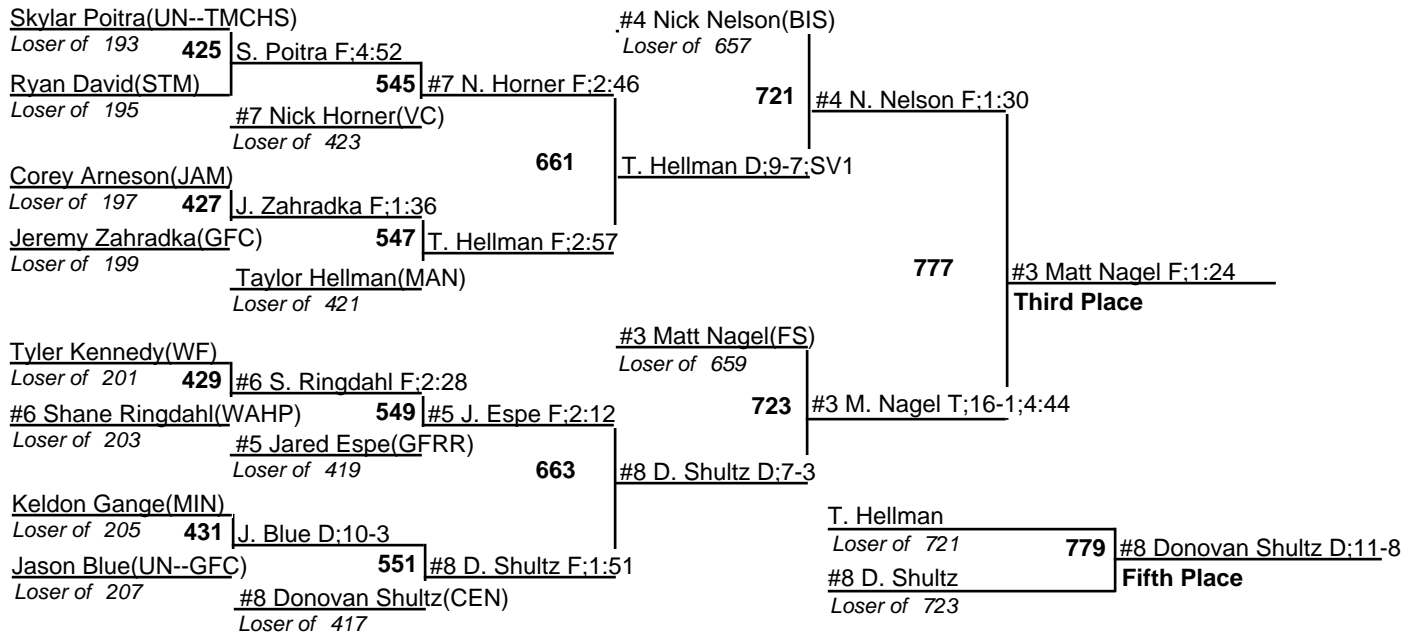 Skylar Poitra(UN--TMCHS)
Loser of 193
425
S. Poitra F;4:52
Ryan David(STM)
Loser of 195
545
#7 N. Horner F;2:46
#7 Nick Horner(VC)
Loser of 423
661
T. Hellman D;9-7;SV1
Corey Arneson(JAM)
Loser of 197
427
J. Zahradka F;1:36
Jeremy Zahradka(GFC)
Loser of 199
547
T. Hellman F;2:57
Taylor Hellman(MAN)
Loser of 421
#4 Nick Nelson(BIS)
Loser of 657
721
#4 N. Nelson F;1:30
777
#3 Matt Nagel F;1:24
Third Place
Tyler Kennedy(WF)
Loser of 201
429
#6 S. Ringdahl F;2:28
#6 Shane Ringdahl(WAHP)
Loser of 203
549
#5 J. Espe F;2:12
#5 Jared Espe(GFRR)
Loser of 419
663
#8 D. Shultz D;7-3
Keldon Gange(MIN)
Loser of 205
431
J. Blue D;10-3
Jason Blue(UN--GFC)
Loser of 207
551
#8 D. Shultz F;1:51
#8 Donovan Shultz(CEN)
Loser of 417
#3 Matt Nagel(FS)
Loser of 659
723
#3 M. Nagel T;16-1;4:44
T. Hellman
Loser of 721
779
#8 Donovan Shultz D;11-8
#8 D. Shultz
Fifth Place
Loser of 723